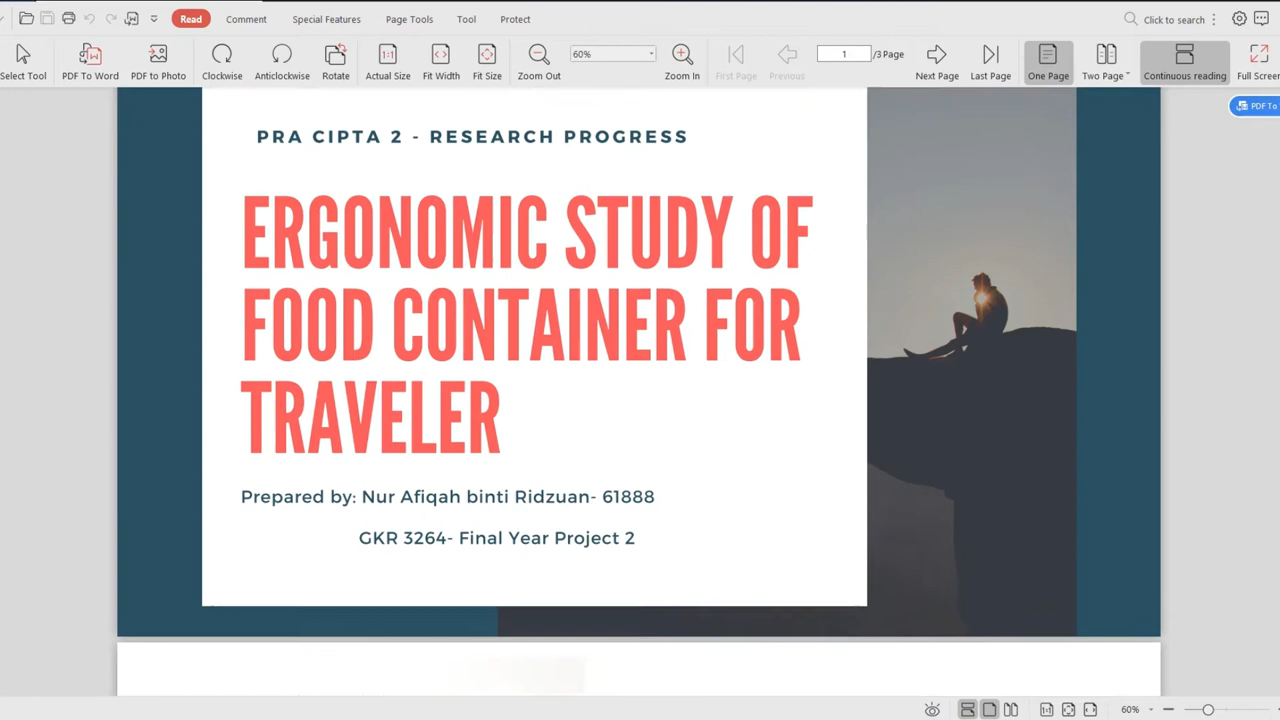 Read Comment Special Features Page Tools Tool Protect Click to search
60% 1 /3 Page
Select Tool PDF To Word PDF to Photo Clockwise Anticlockwise Rotate Actual Size Fit Width Fit Size Zoom Out Zoom In First Page Previous Next Page Last Page One Page Two Page Continuous reading Full Screen
PDF To
PRA CIPTA 2 - RESEARCH PROGRESS
ERGONOMIC STUDY OF
FOOD CONTAINER FOR
TRAVELER
Prepared by: Nur Afiqah binti Ridzuan- 61888
GKR 3264- Final Year Project 2
60%